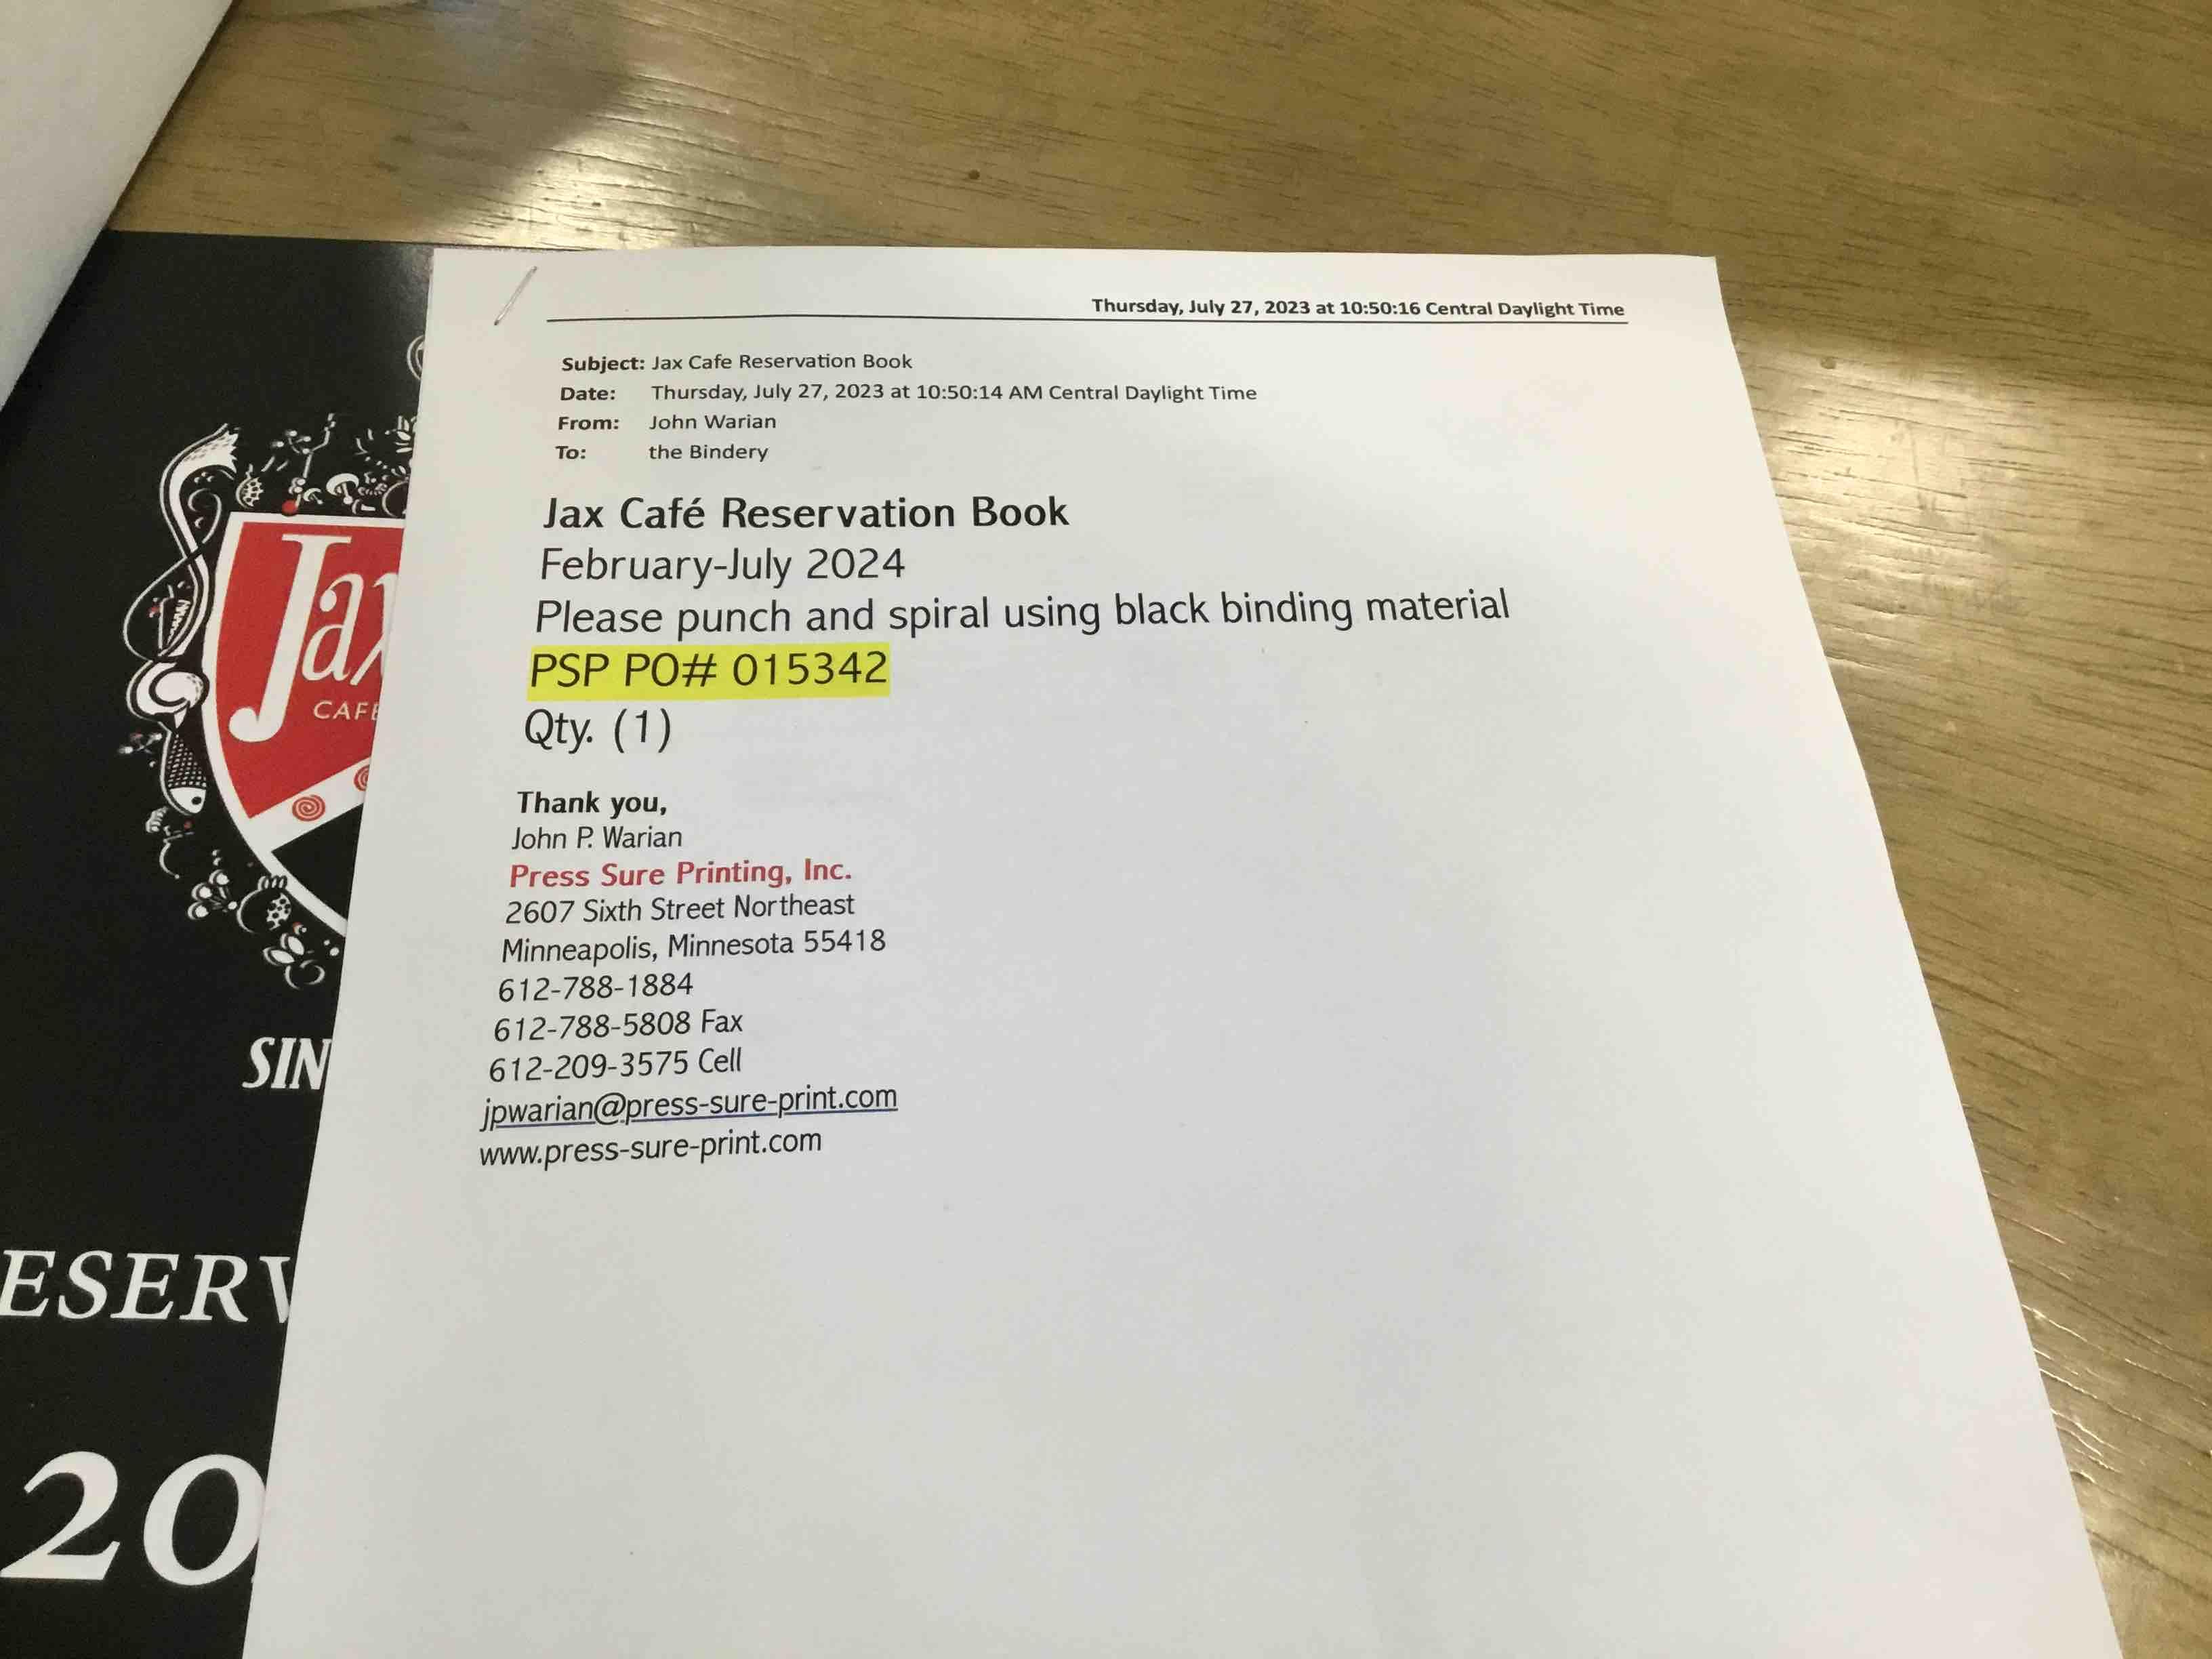 Thursday, July 27, 2023 at 10:50:16 Central Daylight Time
Subject: Jax Cafe Reservation Book
Date: Thursday, July 27, 2023 at 10:50:14 AM Central Daylight Time
From: John Warian
To: the Bindery
Jax Café Reservation Book
February-July 2024
Please punch and spiral using black binding material
PSP PO# 015342
Qty. (1)
Thank you,
John P. Warian
Press Sure Printing, Inc.
2607 Sixth Street Northeast
Minneapolis, Minnesota 55418
612-788-1884
612-788-5808 Fax
612-209-3575 Cell
jpwarian@press-sure-print.com
www.press-sure-print.com
Jax
CAFE
SIN
ESERV
20